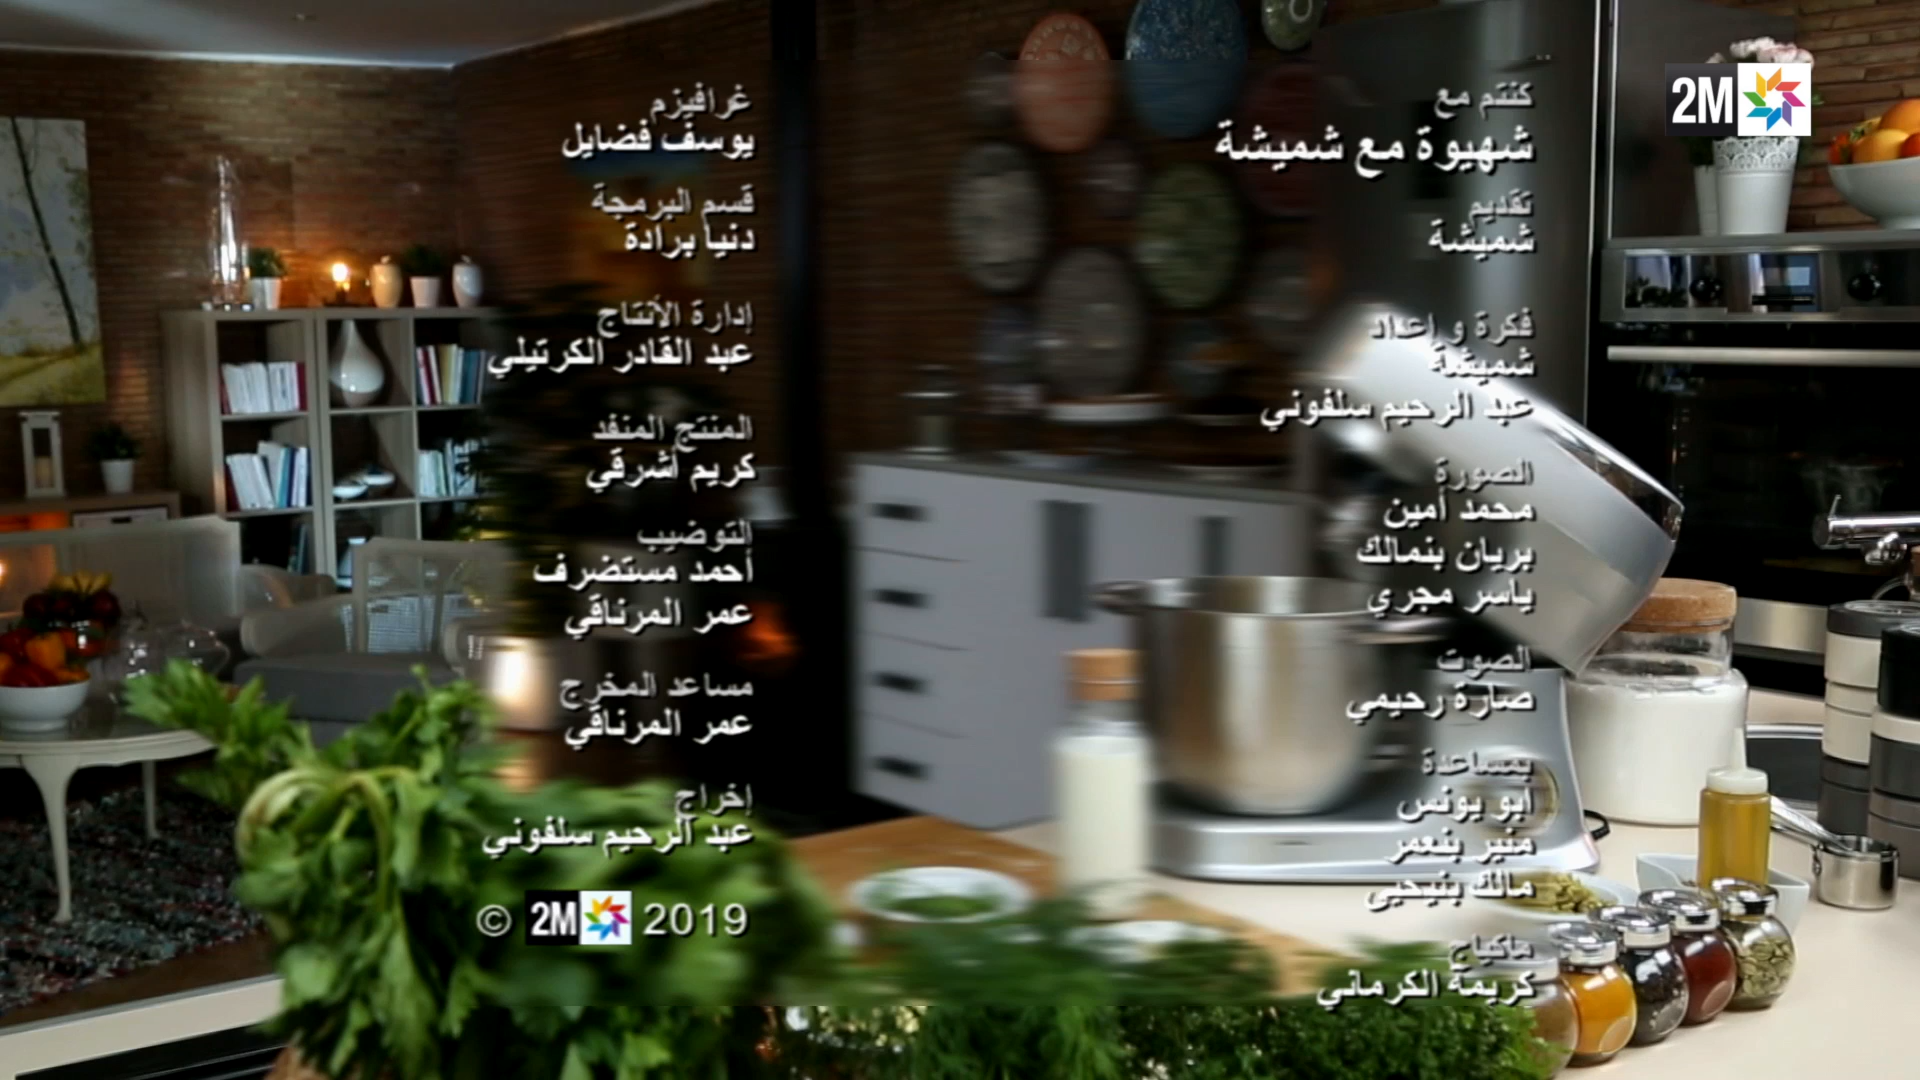 كنتم مع
شهيوة مع شميشة
تقديم
شميشة
فكرة و إعداد
شميشة
عبد الرحيم سلفوني
الصورة
محمد أمين
بريان بنمالك
ياسر مجري
الصوت
صارة رحيمي
بمساعدة
أبو يونس
منير بنعمر
مالك بنيحيى
ماكياج
كريمة الكرماني
غرافيزم
يوسف فضايل
قسم البرمجة
دنيا برادة
إدارة الأنتاج
عبد القادر الكرتيلي
المنتج المنفد
كريم أشرقي
التوضيب
أحمد مستضرف
عمر المرناقي
مساعد المخرج
عمر المرناقي
إخراج
عبد الرحيم سلفوني
© 2M 2019
2M